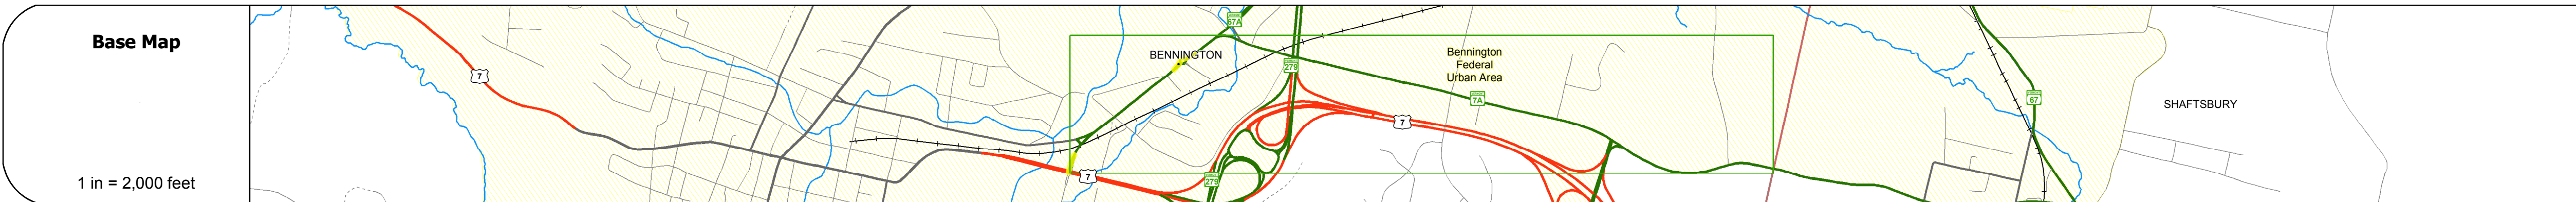 Base Map
1 in = 2,000 feet
7
BENNINGTON
67A
279
Bennington
Federal
Urban Area
7A
7
7
279
67
SHAFTSBURY